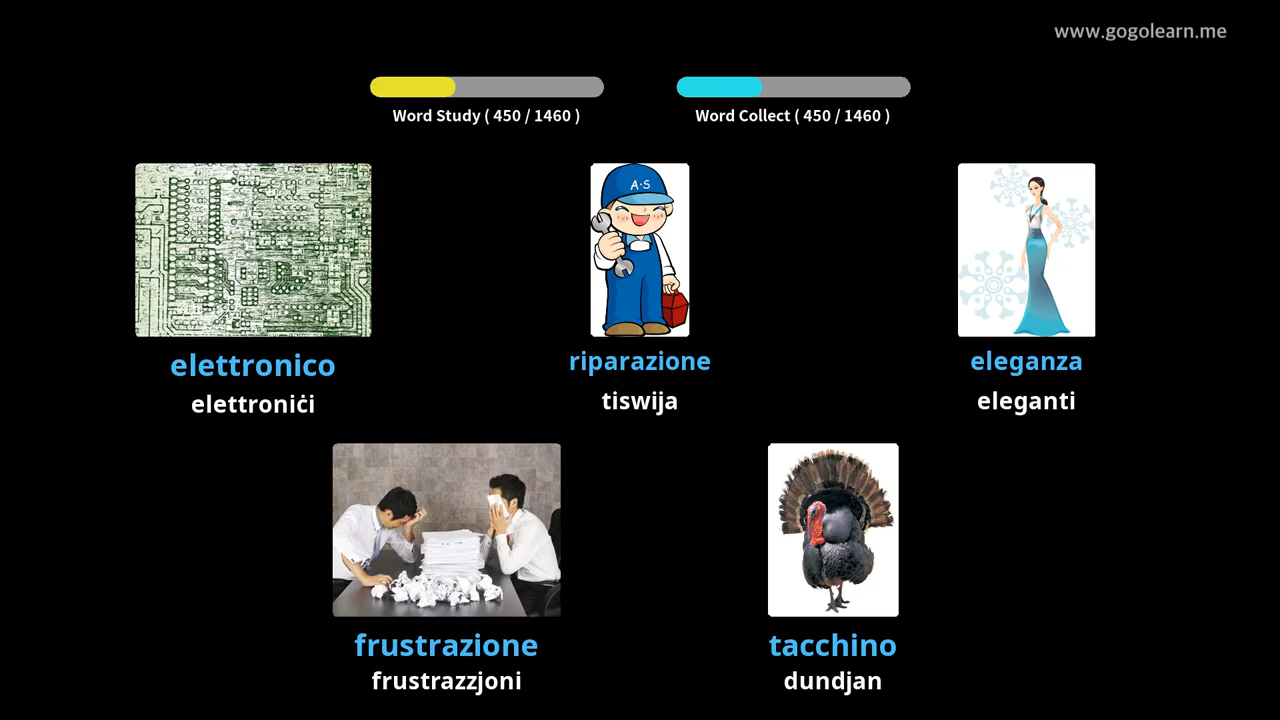 www.gogolearn.me
Word Study ( 450 / 1460 )
Word Collect ( 450 / 1460 )
A·S
elettronico
elettroniċi
riparazione
tiswija
eleganza
eleganti
frustrazione
frustrazzjoni
tacchino
dundjan